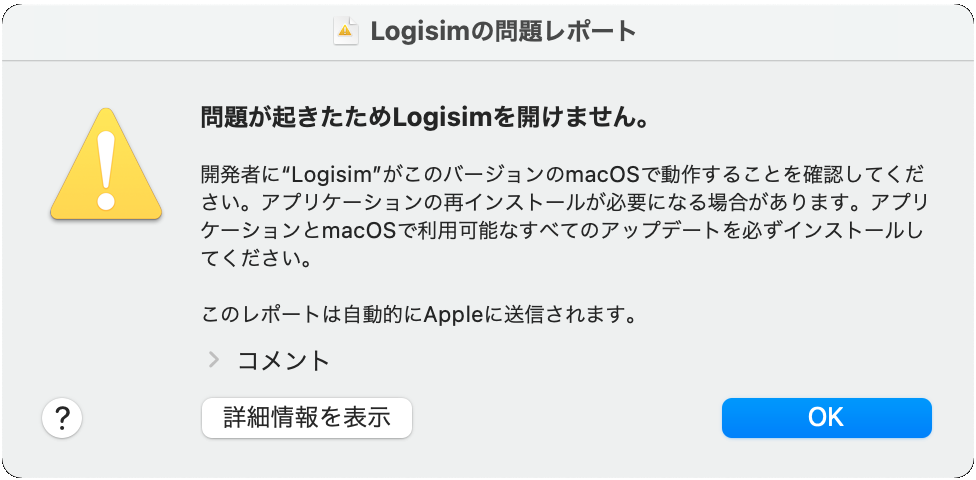 Logisimの問題レポート
問題が起きたためLogisimを開けません。
開発者に“Logisim”がこのバージョンのmacOSで動作することを確認してくだ
さい。アプリケーションの再インストールが必要になる場合があります。アプリ
ケーションとmacOSで利用可能なすべてのアップデートを必ずインストールし
てください。
このレポートは自動的にAppleに送信されます。
コメント
?
詳細情報を表示
OK